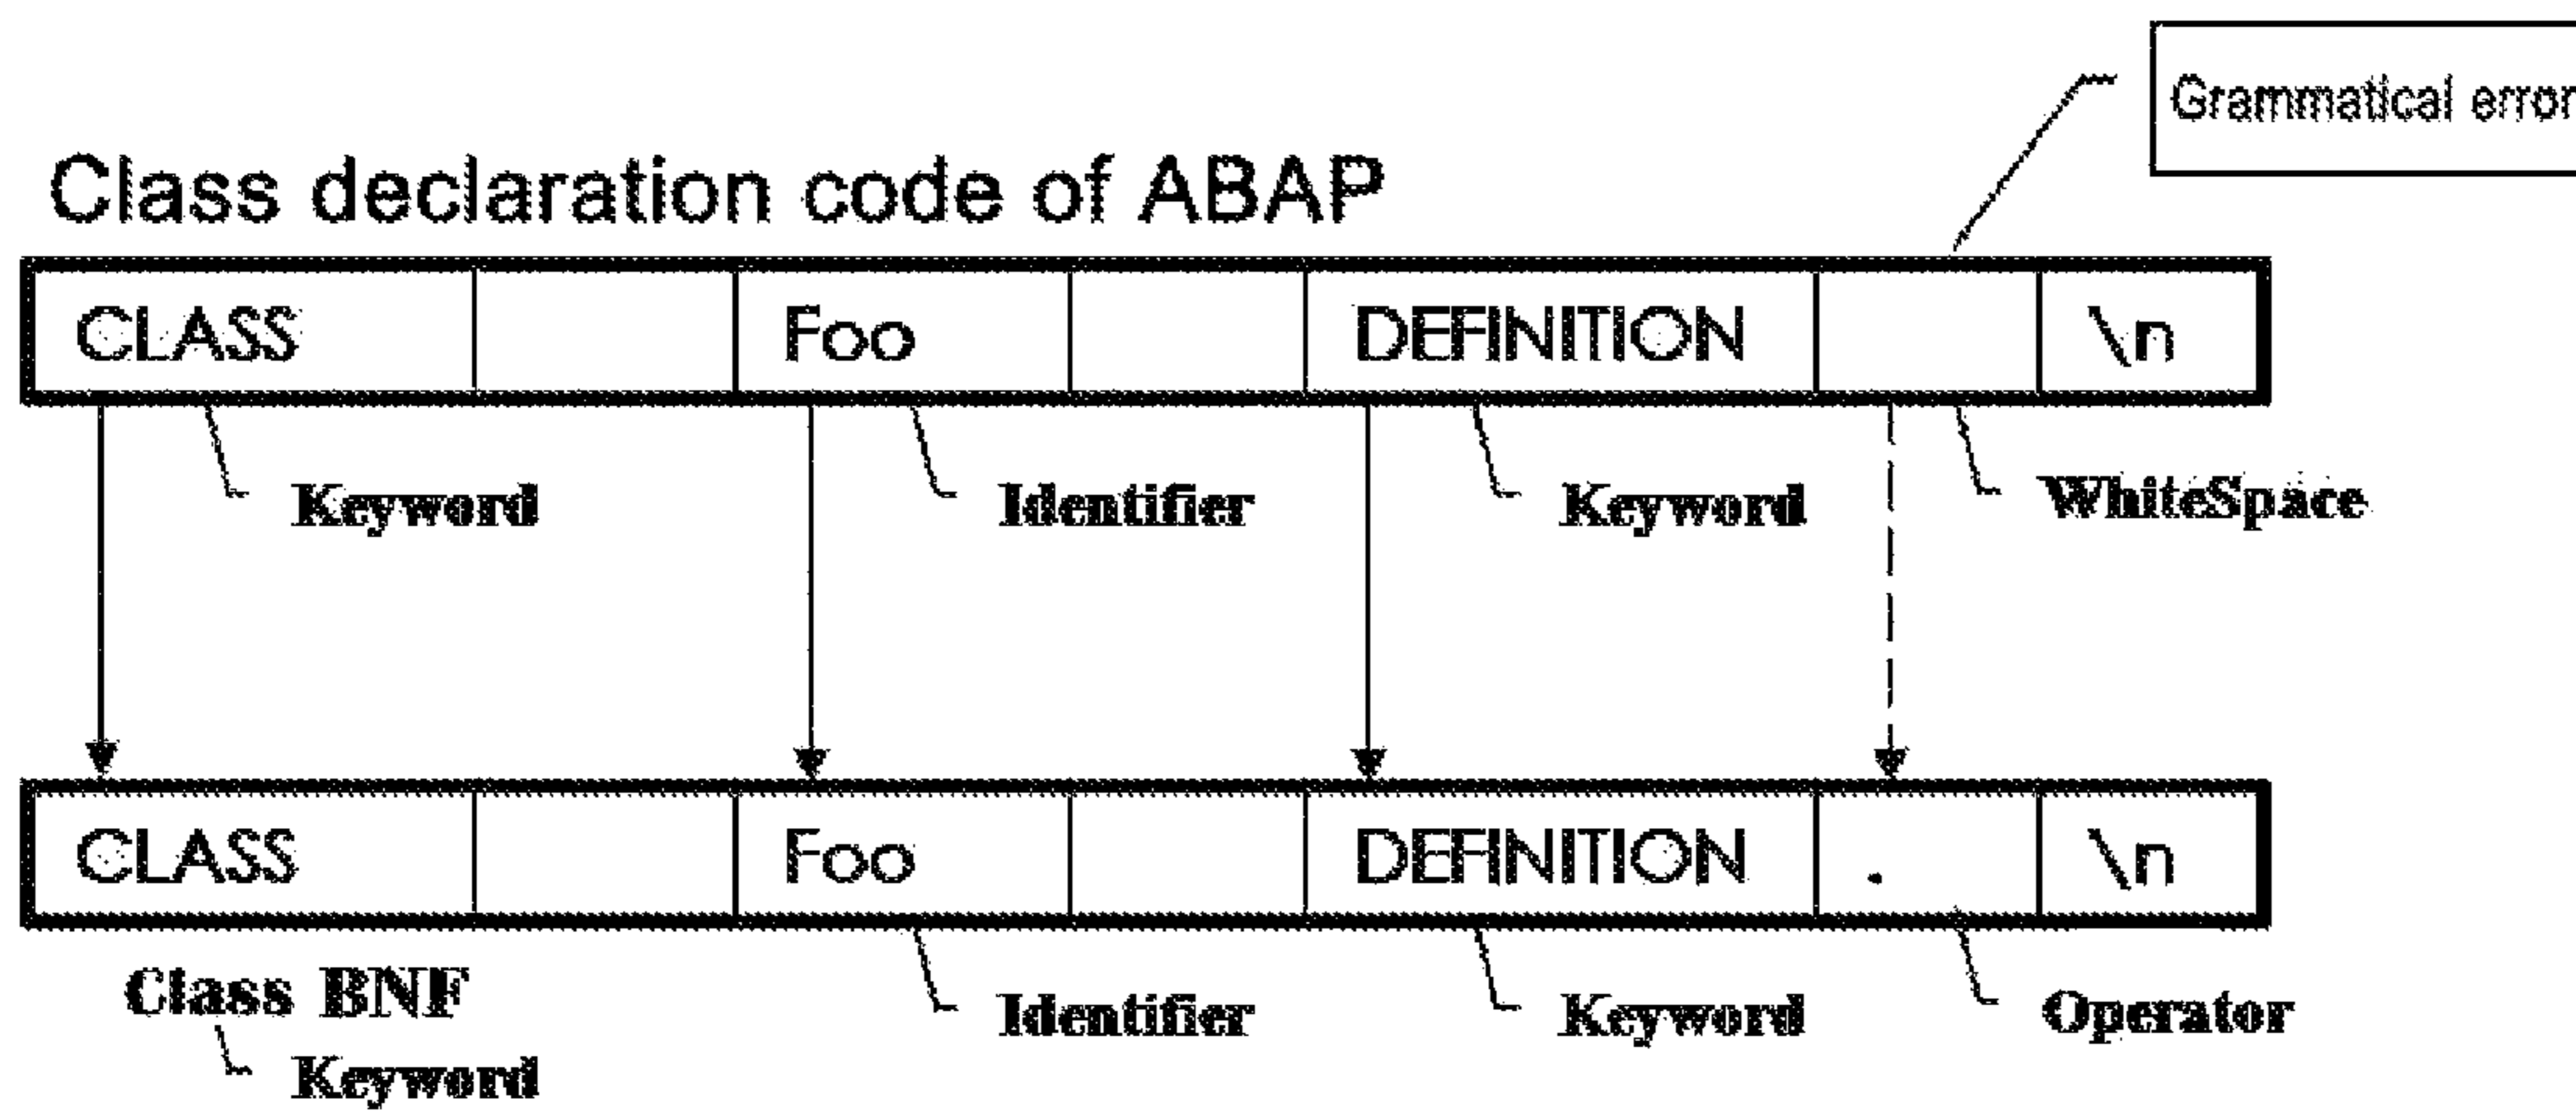 Grammatical error
Class declaration code of ABAP
CLASS Foo DEFINITION \n
Keyword Identifier Keyword WhiteSpace
CLASS Foo DEFINITION . \n
Class BNF
Identifier Keyword Operator
Keyword